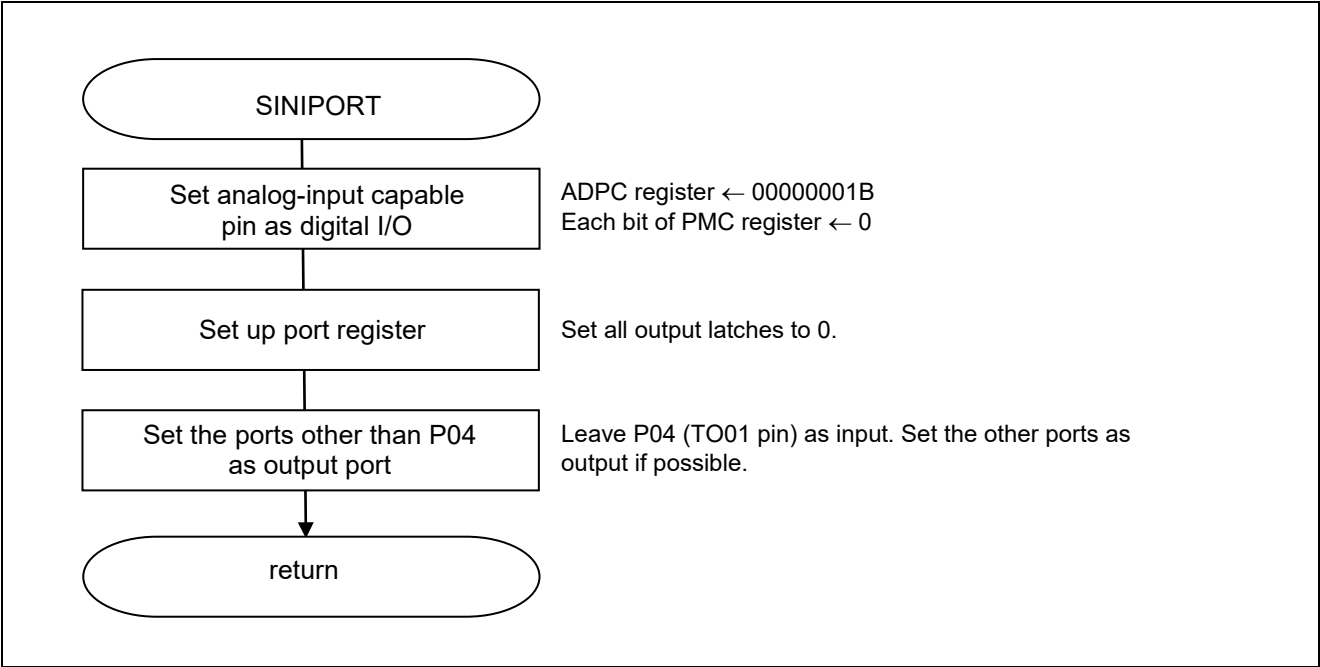 SINIPORT
Set analog-input capable
pin as digital I/O
ADPC register ← 00000001B
Each bit of PMC register ← 0
Set up port register
Set all output latches to 0.
Set the ports other than P04
as output port
Leave P04 (TO01 pin) as input. Set the other ports as
output if possible.
return